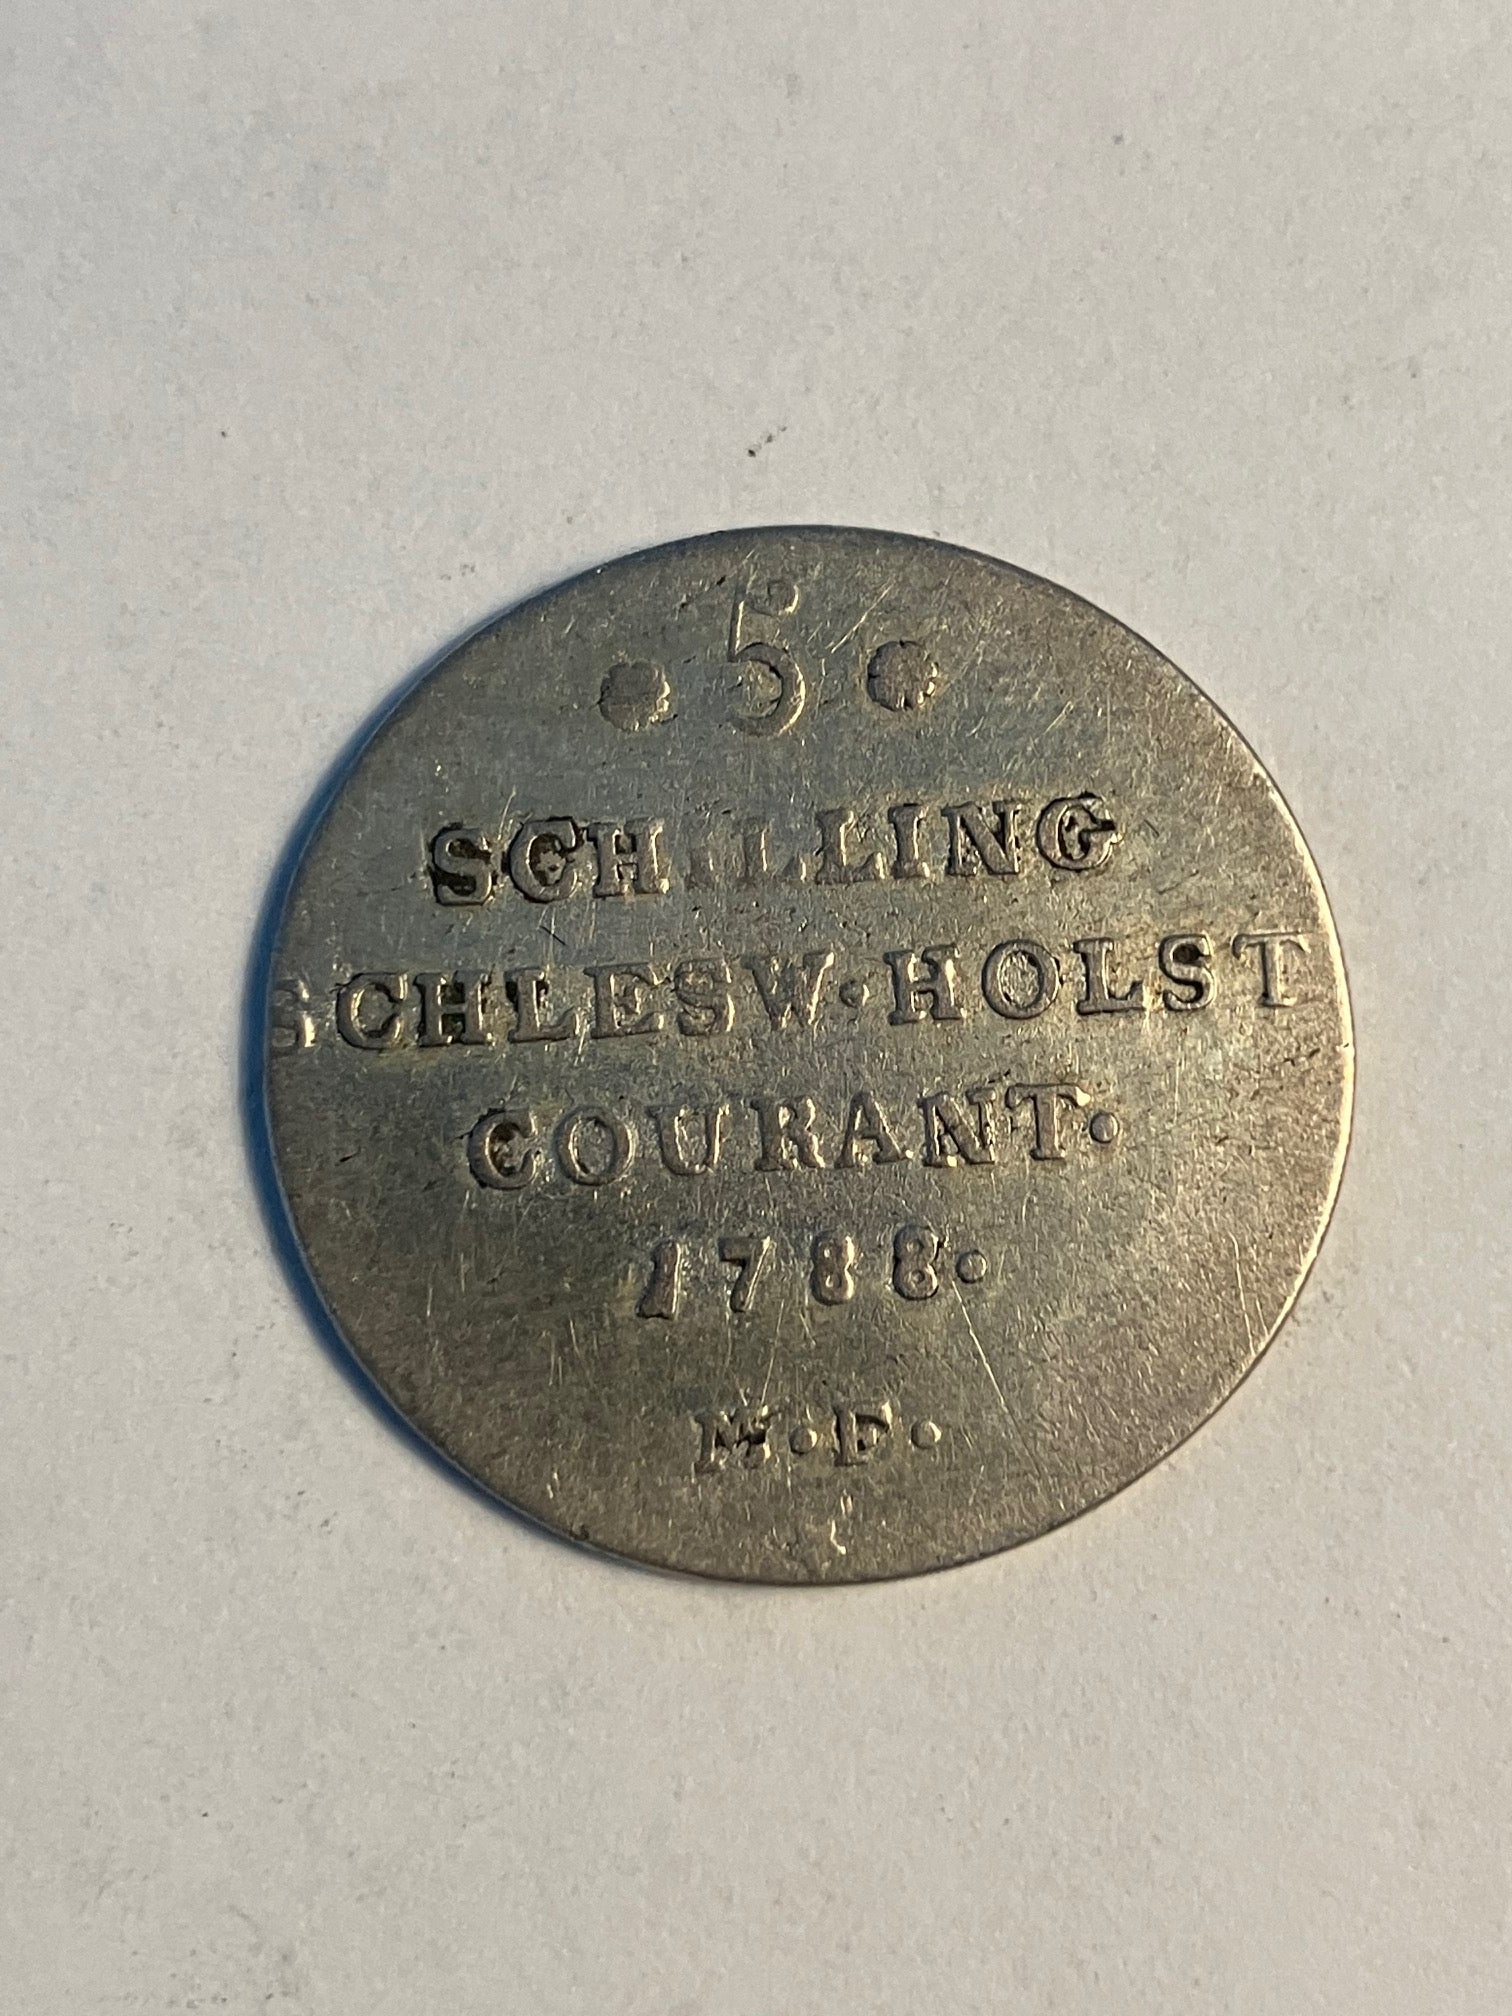 5
SCHILLING
SCHLESW·HOLST
COURANT·
1788·
M·F·